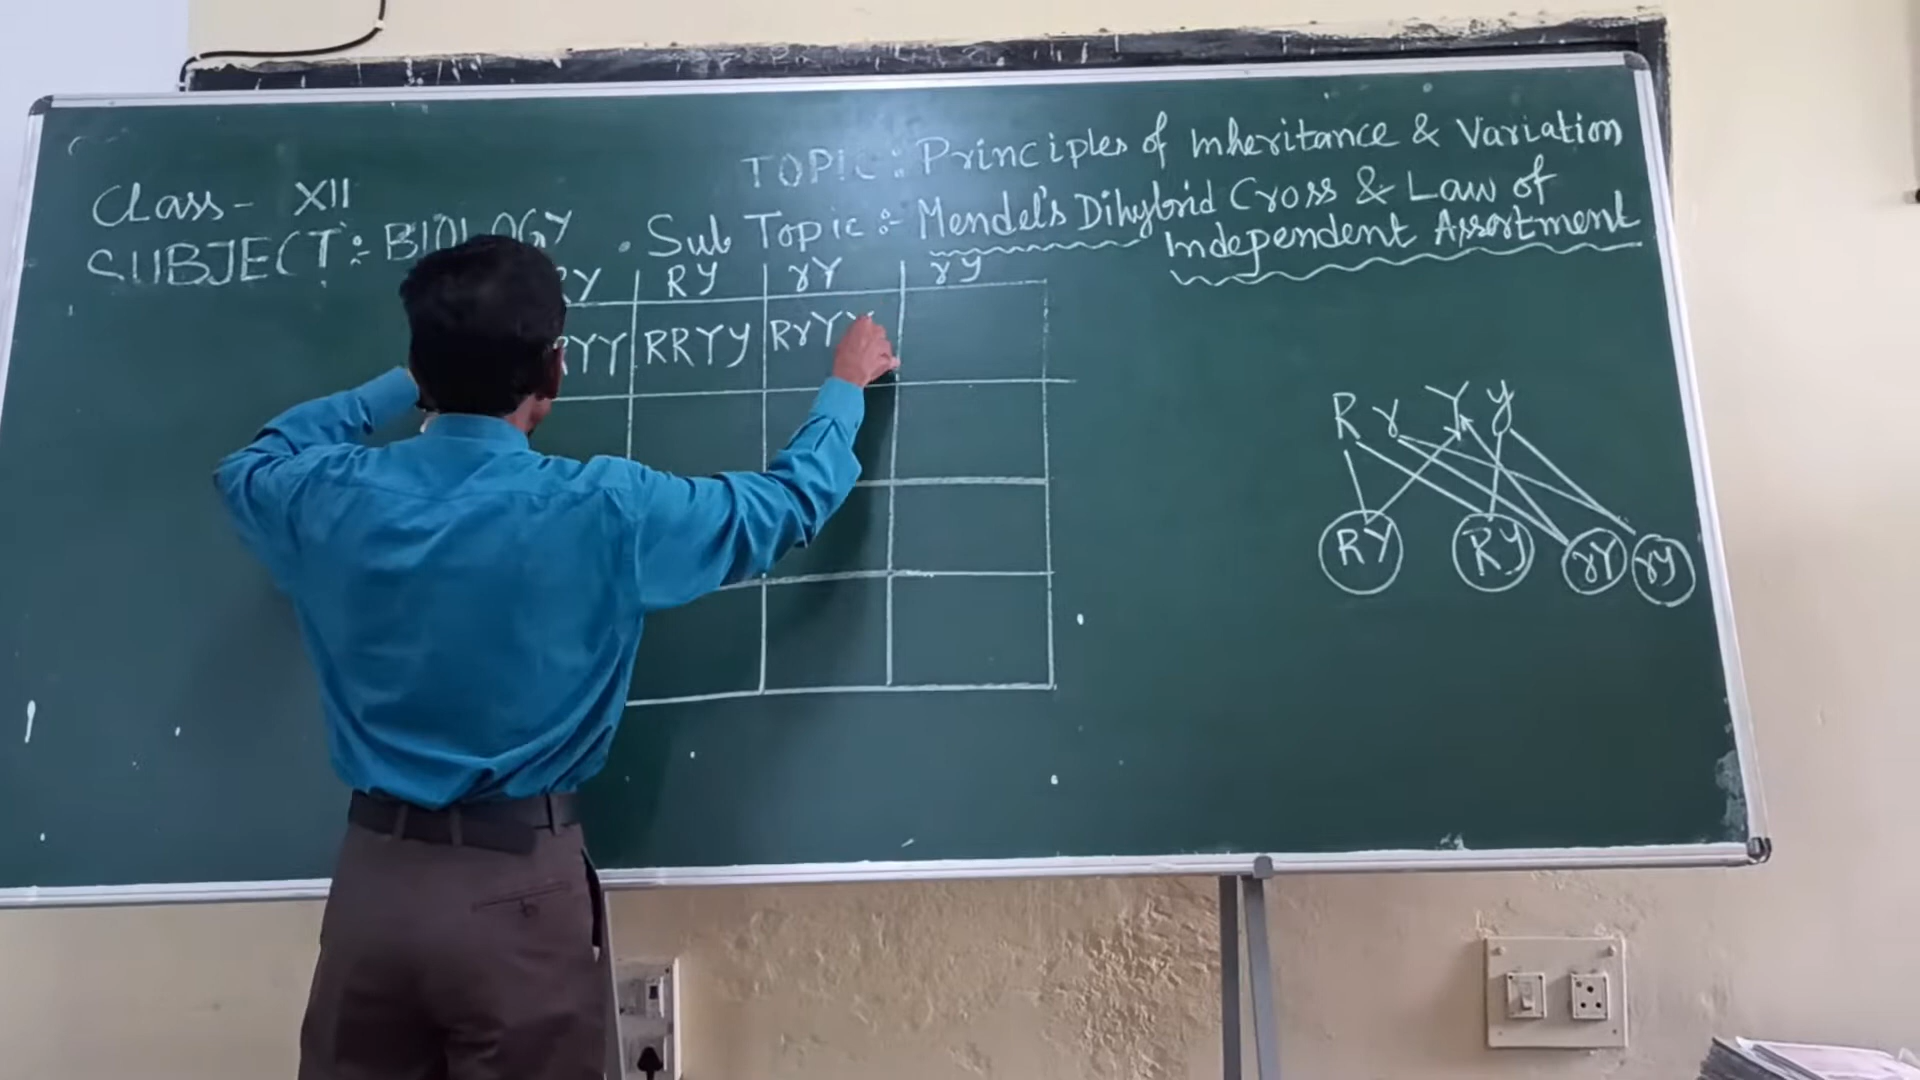 TOPIC : Principles of Inheritance & Variation
Class - XII
SUBJECT :- BIOLOGY . Sub Topic :- Mendel's Dihybrid Cross & Law of
Independent Assortment
RY Ry rY ry
RYY RRYy RrYY
R r Y y
RY Ry rY ry